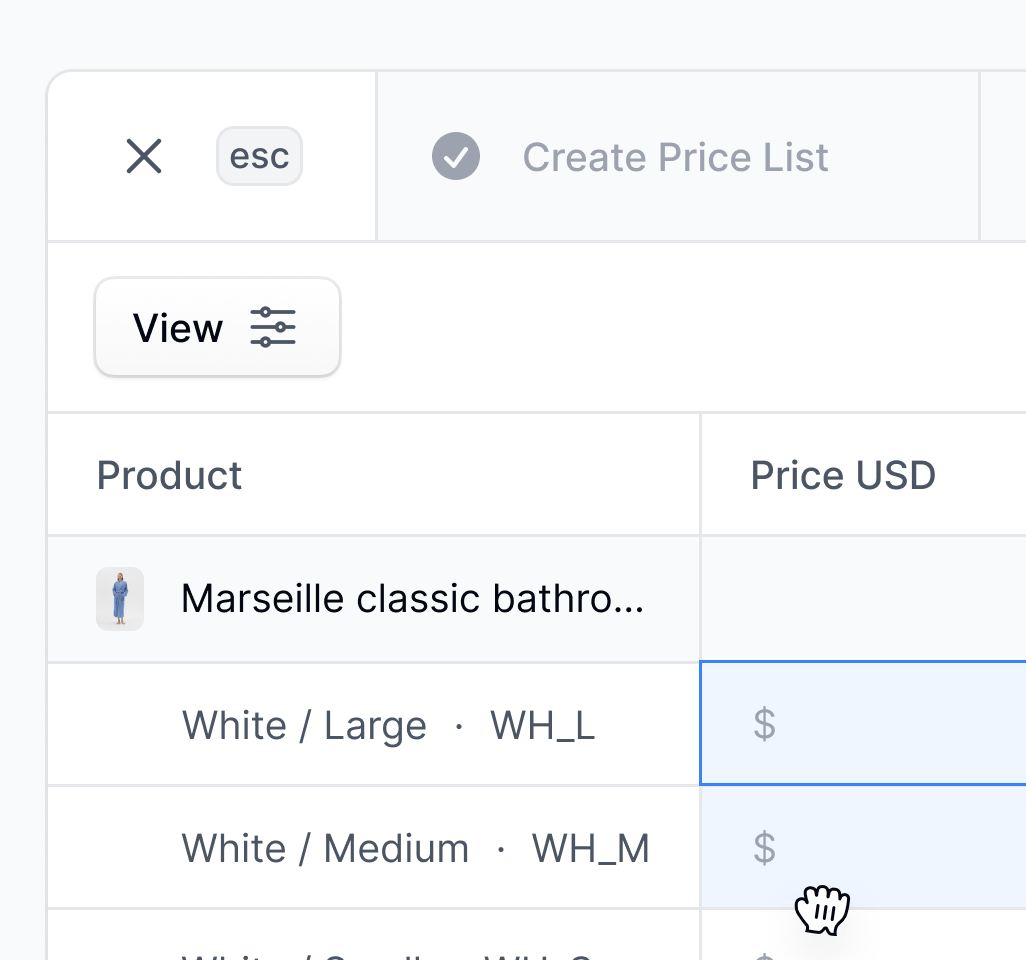 esc
Create Price List
View
Product
Price USD
Marseille classic bathro...
White / Large · WH_L
$
White / Medium · WH_M
$